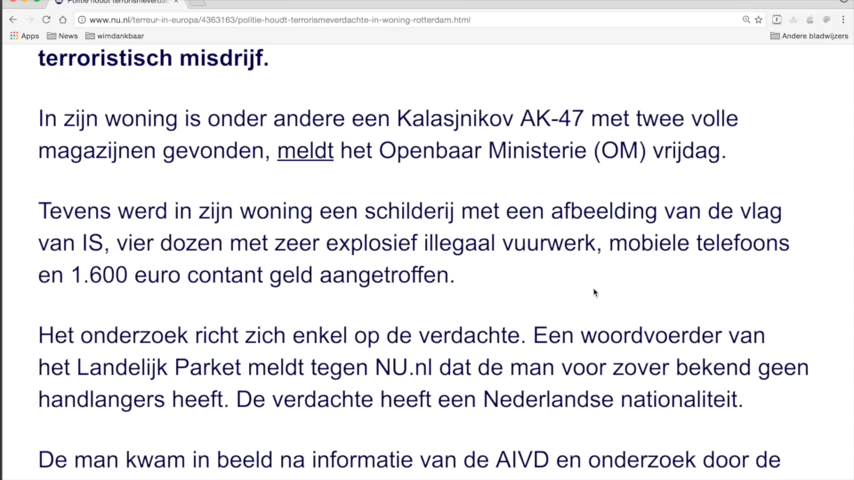 Politie houdt terrorismeverdac
www.nu.nl/terreur-in-europa/4363163/politie-houdt-terrorismeverdachte-in-woning-rotterdam.html
Apps News wimdankbaar Andere bladwijzers
terroristisch misdrijf.
In zijn woning is onder andere een Kalasjnikov AK-47 met twee volle
magazijnen gevonden, meldt het Openbaar Ministerie (OM) vrijdag.
Tevens werd in zijn woning een schilderij met een afbeelding van de vlag
van IS, vier dozen met zeer explosief illegaal vuurwerk, mobiele telefoons
en 1.600 euro contant geld aangetroffen.
Het onderzoek richt zich enkel op de verdachte. Een woordvoerder van
het Landelijk Parket meldt tegen NU.nl dat de man voor zover bekend geen
handlangers heeft. De verdachte heeft een Nederlandse nationaliteit.
De man kwam in beeld na informatie van de AIVD en onderzoek door de